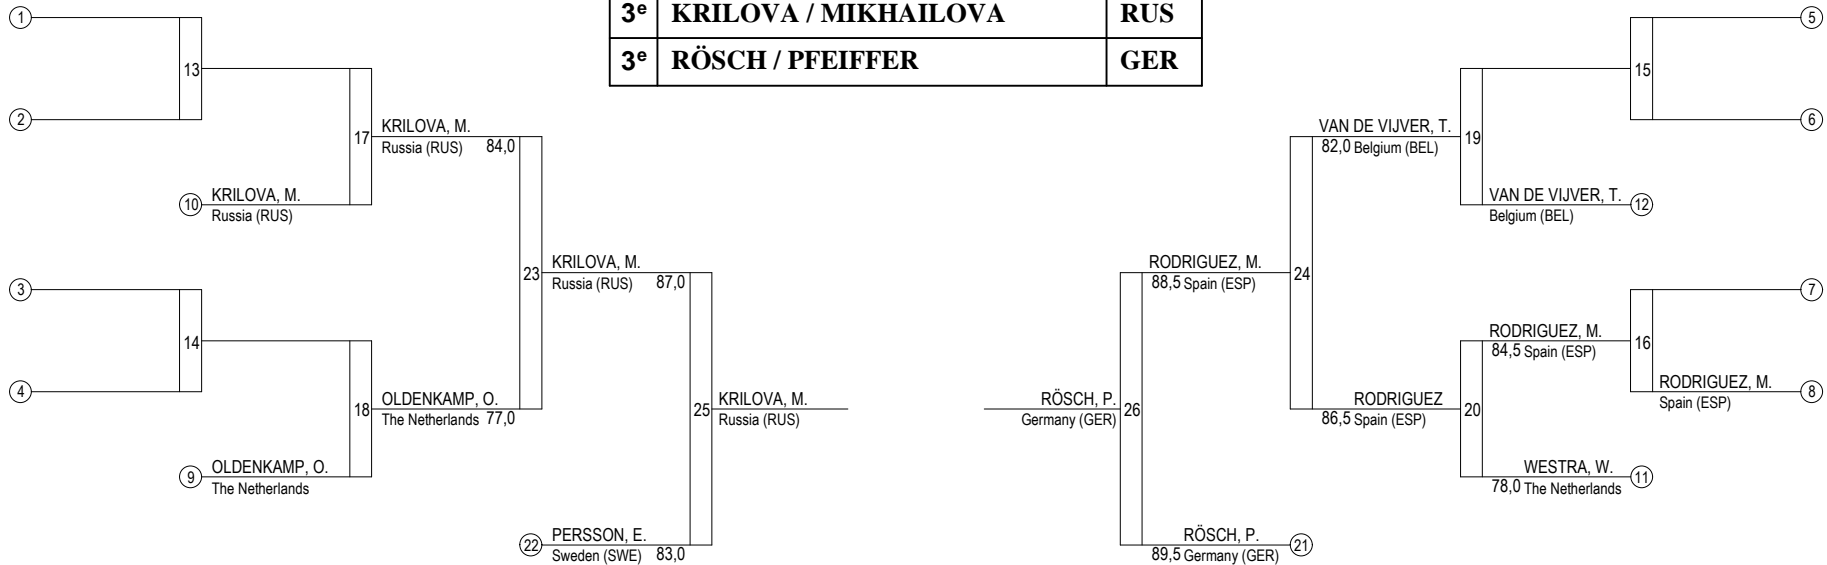 3e KRILOVA / MIKHAILOVA RUS
3e RÖSCH / PFEIFFER GER
1
13
2
17
KRILOVA, M.
Russia (RUS) 84,0
10
KRILOVA, M.
Russia (RUS)
23
KRILOVA, M.
Russia (RUS) 87,0
3
14
4
18
OLDENKAMP, O.
The Netherlands 77,0
9
OLDENKAMP, O.
The Netherlands
25
KRILOVA, M.
Russia (RUS)
22
PERSSON, E.
Sweden (SWE) 83,0
5
15
6
VAN DE VIJVER, T.
82,0 Belgium (BEL)
19
VAN DE VIJVER, T.
Belgium (BEL)
12
RODRIGUEZ, M.
88,5 Spain (ESP)
24
7
RODRIGUEZ, M.
84,5 Spain (ESP)
16
RODRIGUEZ, M.
Spain (ESP)
8
RÖSCH, P.
Germany (GER)
26
RODRIGUEZ
86,5 Spain (ESP)
20
WESTRA, W.
78,0 The Netherlands
11
RÖSCH, P.
89,5 Germany (GER)
21